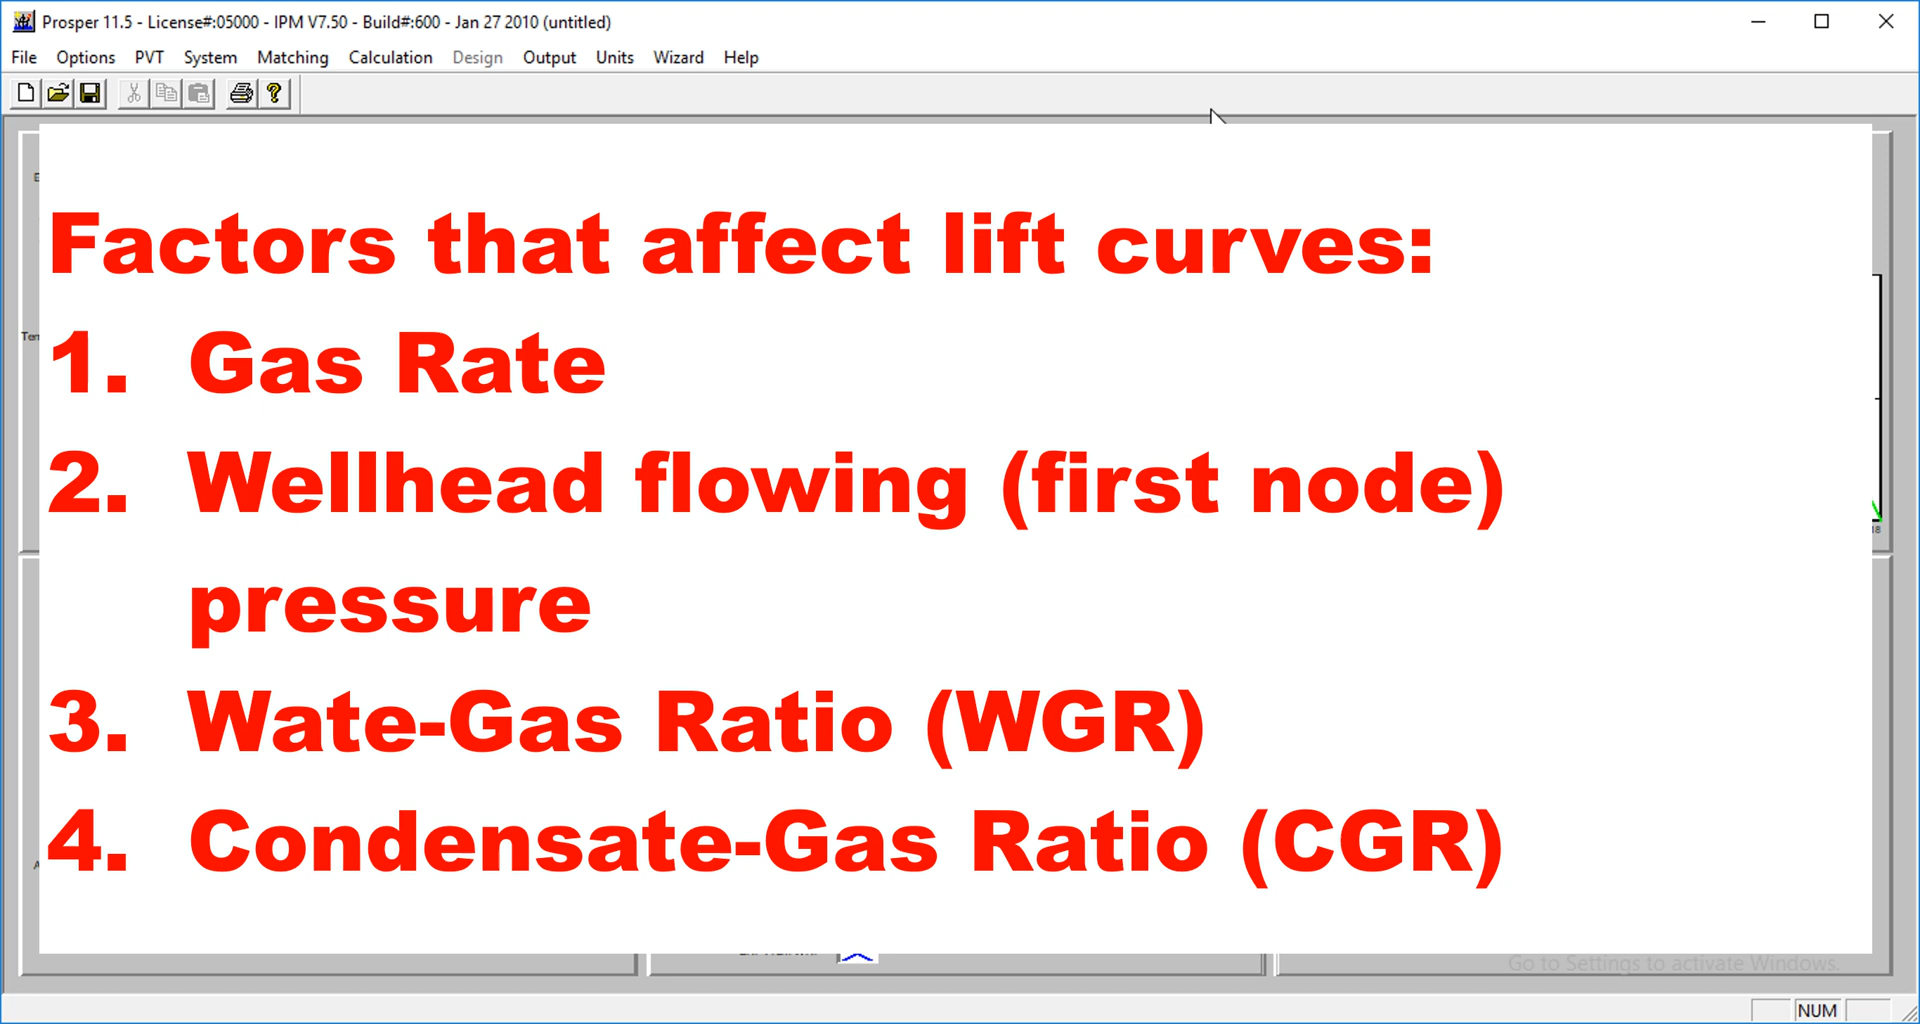 Prosper 11.5 - License#:05000 - IPM V7.50 - Build#:600 - Jan 27 2010 (untitled)
File Options PVT System Matching Calculation Design Output Units Wizard Help
Factors that affect lift curves:
1. Gas Rate
2. Wellhead flowing (first node)
pressure
3. Wate-Gas Ratio (WGR)
4. Condensate-Gas Ratio (CGR)
Go to Settings to activate Windows.
NUM